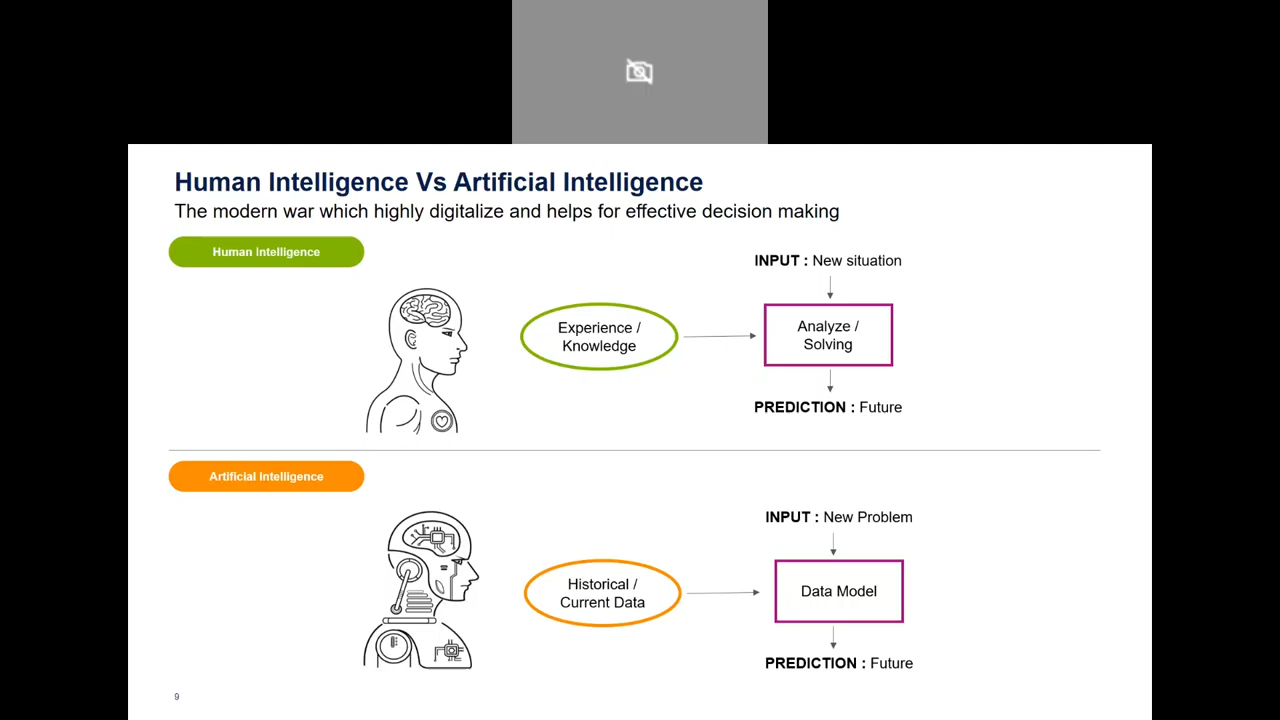 Human Intelligence Vs Artificial Intelligence
The modern war which highly digitalize and helps for effective decision making
Human Intelligence
INPUT : New situation
Experience /
Knowledge
Analyze /
Solving
PREDICTION : Future
Artificial Intelligence
INPUT : New Problem
Historical /
Current Data
Data Model
PREDICTION : Future
9